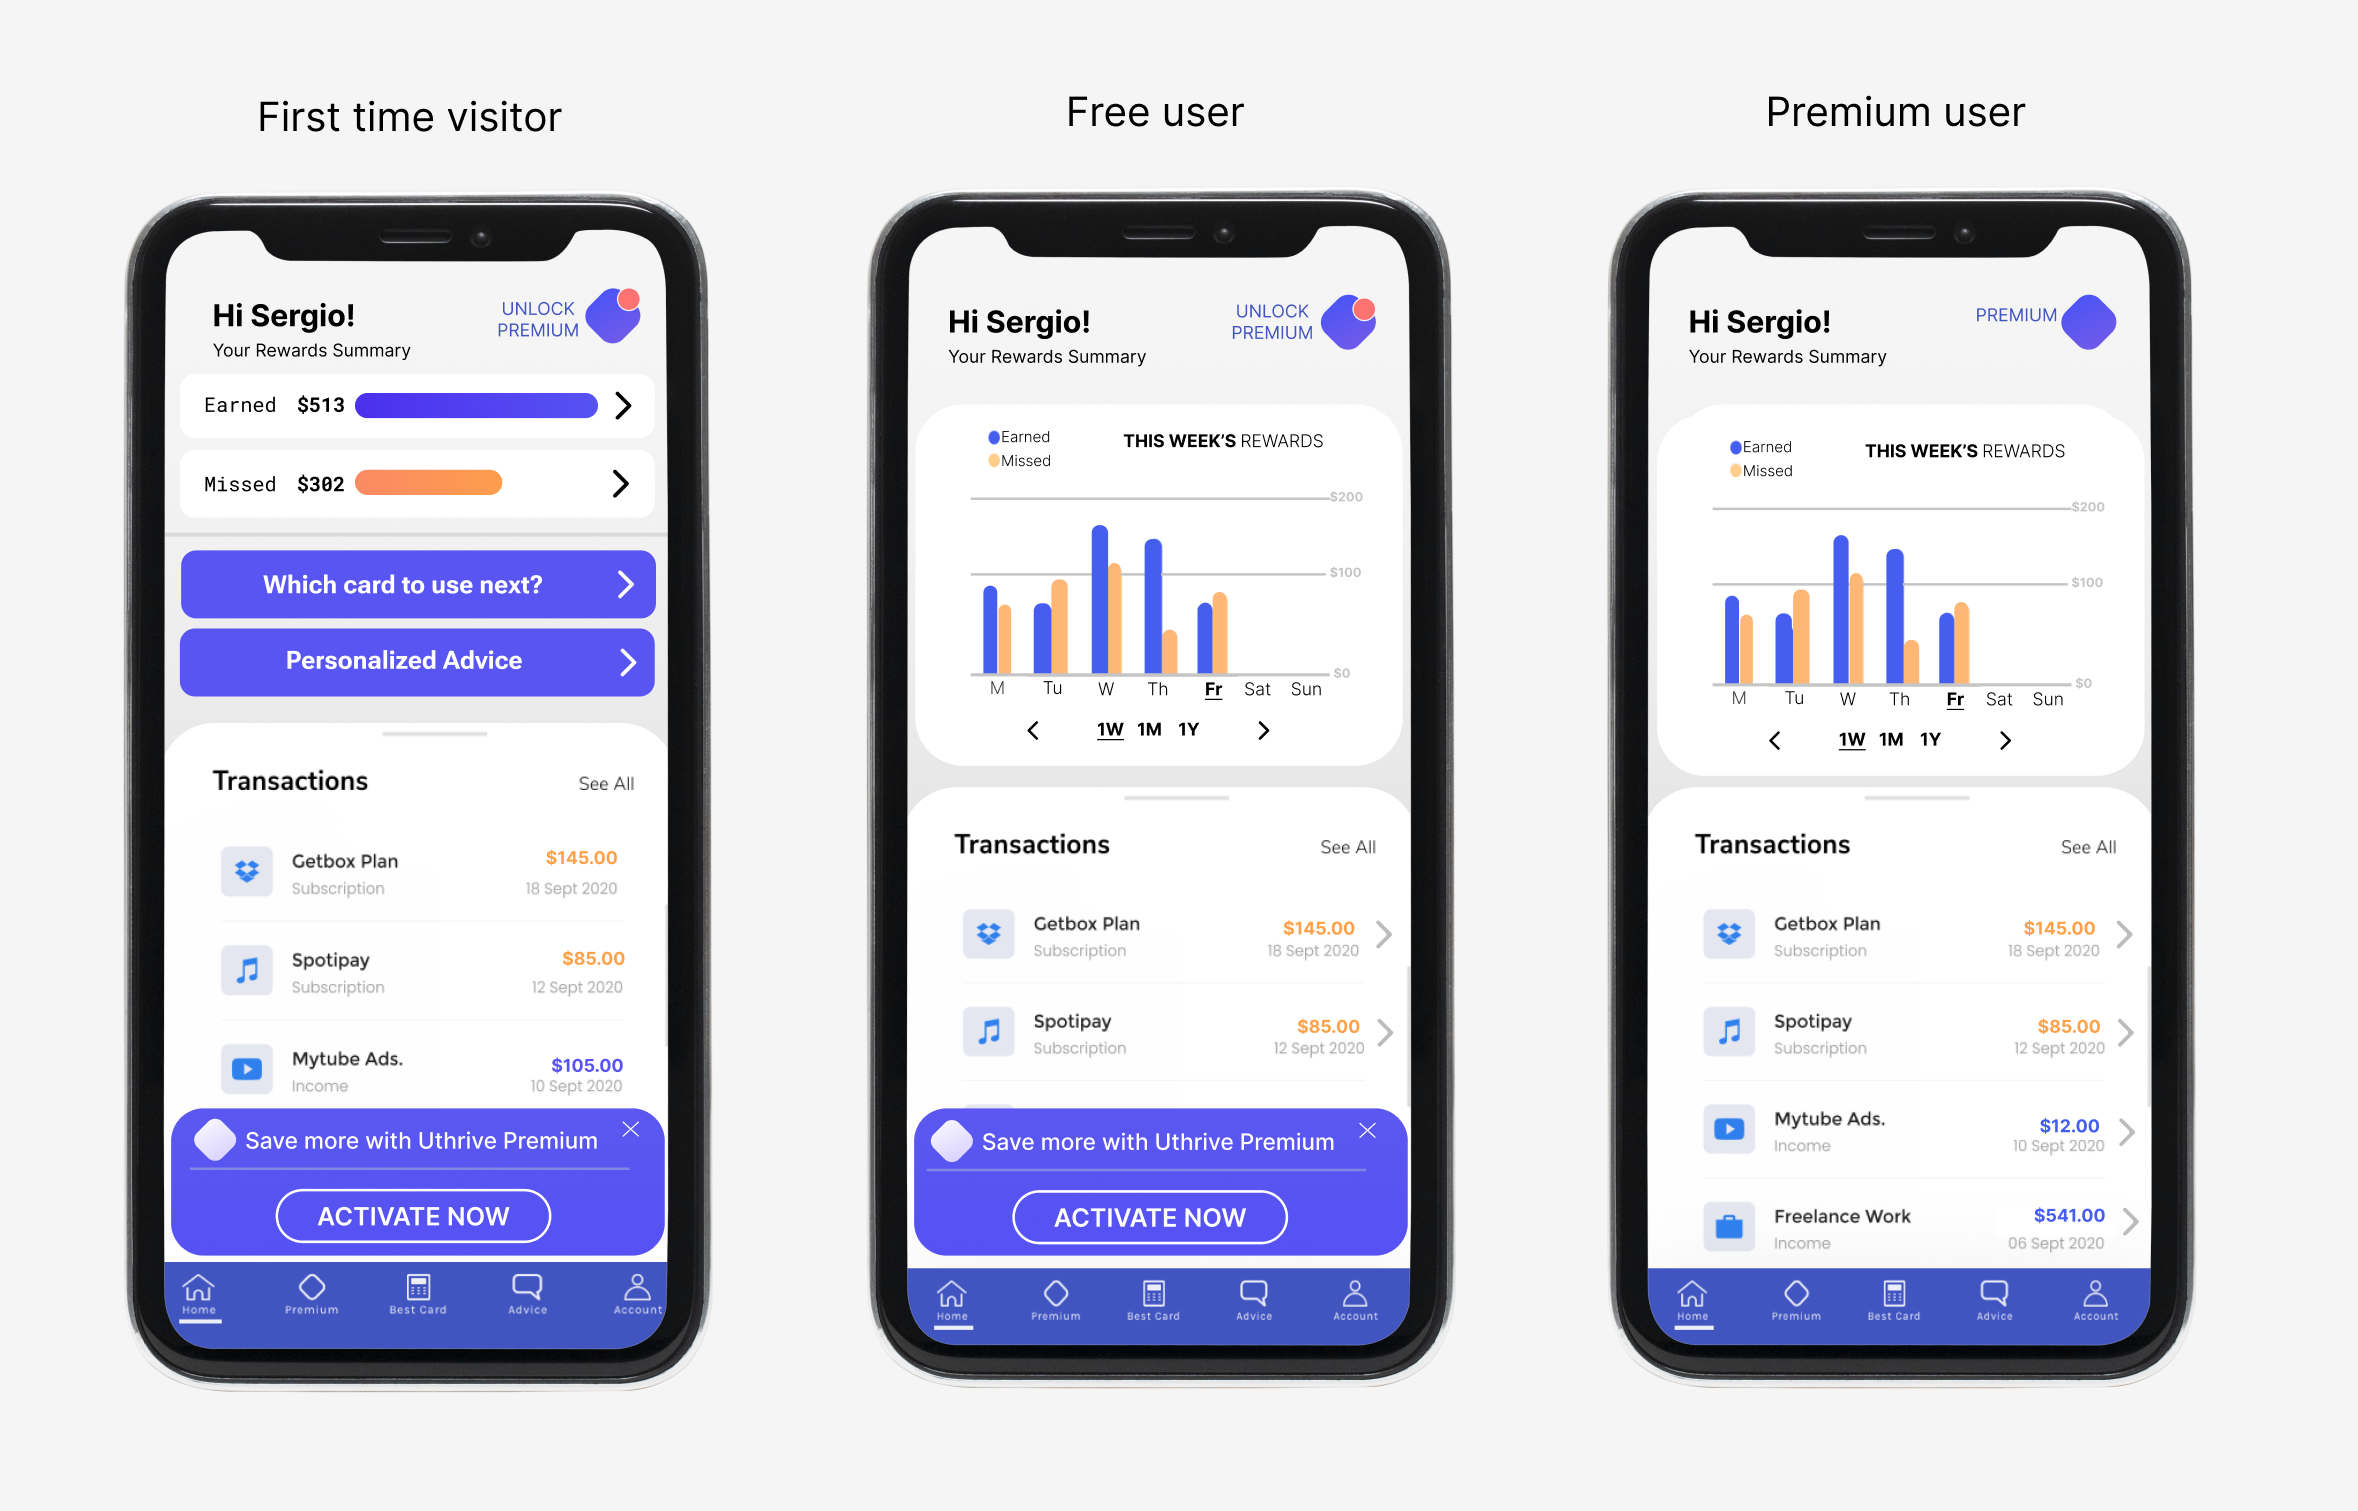 First time visitor
Hi Sergio!
UNLOCK
PREMIUM
Your Rewards Summary
Earned $513
Missed $302
Which card to use next?
Personalized Advice
Transactions
See All
Getbox Plan
$145.00
Subscription
18 Sept 2020
Spotipay
$85.00
Subscription
12 Sept 2020
Mytube Ads.
$105.00
Income
10 Sept 2020
Save more with Uthrive Premium
ACTIVATE NOW
Home Premium Best Card Advice Account
Free user
Hi Sergio!
UNLOCK
PREMIUM
Your Rewards Summary
Earned
Missed
THIS WEEK'S REWARDS
$200
$100
$0
M Tu W Th Fr Sat Sun
1W 1M 1Y
Transactions
See All
Getbox Plan
$145.00
Subscription
18 Sept 2020
Spotipay
$85.00
Subscription
12 Sept 2020
Save more with Uthrive Premium
ACTIVATE NOW
Home Premium Best Card Advice Account
Premium user
Hi Sergio!
PREMIUM
Your Rewards Summary
Earned
Missed
THIS WEEK'S REWARDS
$200
$100
$0
M Tu W Th Fr Sat Sun
1W 1M 1Y
Transactions
See All
Getbox Plan
$145.00
Subscription
18 Sept 2020
Spotipay
$85.00
Subscription
12 Sept 2020
Mytube Ads.
$12.00
Income
10 Sept 2020
Freelance Work
$541.00
Income
06 Sept 2020
Home Premium Best Card Advice Account